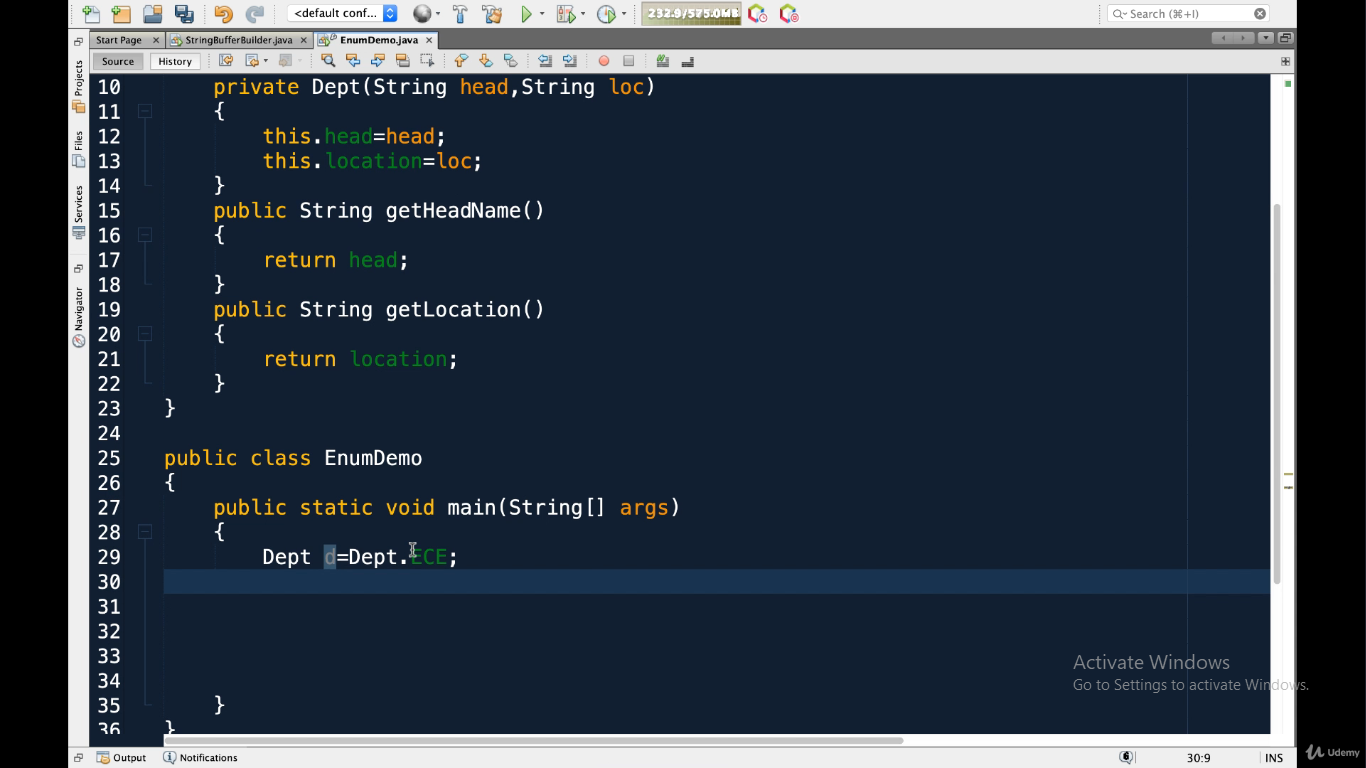 <default conf...
232.9/575.0MB
Search (⌘+I)
Start Page
StringBufferBuilder.java
EnumDemo.java
Source
History
Projects
Files
Services
Navigator
10 private Dept(String head,String loc)
11 {
12 this.head=head;
13 this.location=loc;
14 }
15 public String getHeadName()
16 {
17 return head;
18 }
19 public String getLocation()
20 {
21 return location;
22 }
23 }
24
25 public class EnumDemo
26 {
27 public static void main(String[] args)
28 {
29 Dept d=Dept.ECE;
30
31
32
33
34
35 }
36 }
Activate Windows
Go to Settings to activate Windows.
Output
Notifications
6
30:9
INS
Udemy